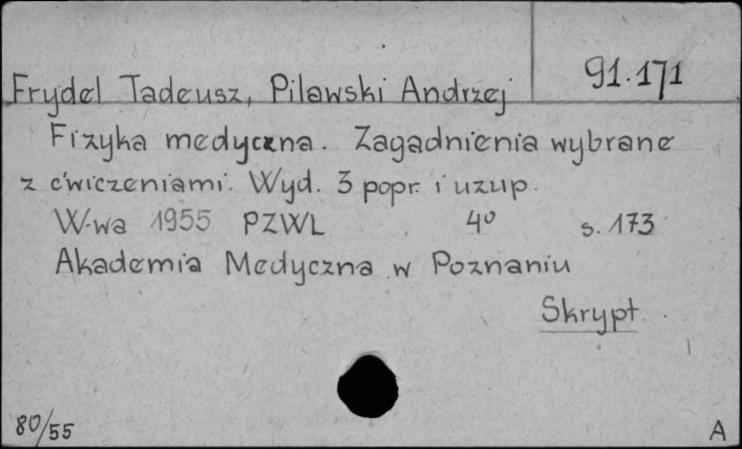 91.171
Frydel Tadeusz, Pilawski Andrzej
Fizyka medyczna. Zagadnienia wybrane
z ćwiczeniami. Wyd. 3 popr. i uzup.
W-wa 1955 PZWL 4° s. 173
Akademia Medyczna w Poznaniu
Skrypt
80/55 A